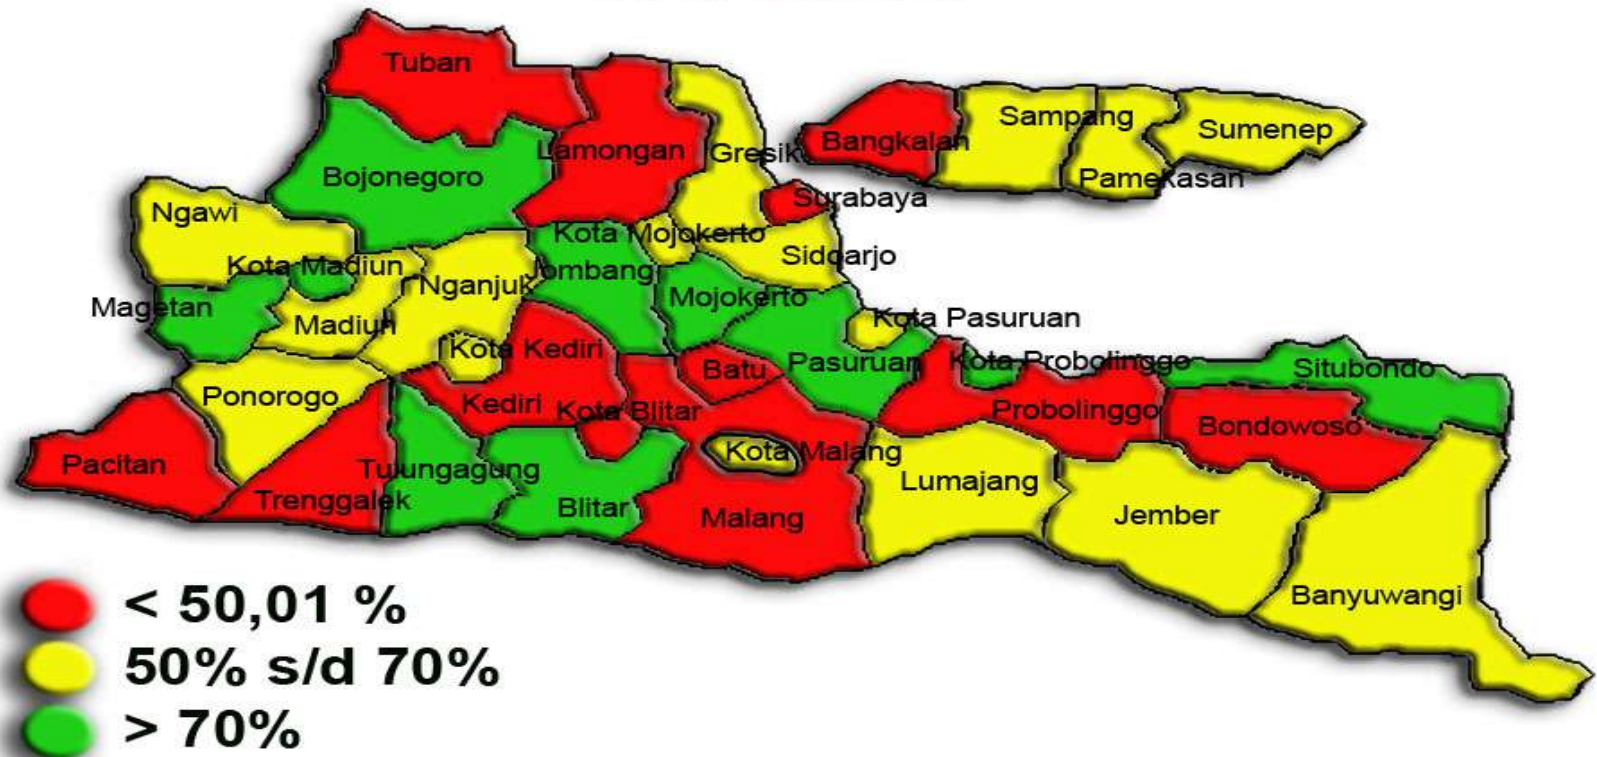 Tuban
Lamongan
Gresik
Bangkalan
Sampang
Sumenep
Pamekasan
Surabaya
Bojonegoro
Ngawi
Kota Mojokerto
Sidoarjo
Kota Madiun
Nganjuk
Jombang
Mojokerto
Magetan
Madiun
Kota Pasuruan
Kota Kediri
Batu
Pasuruan
Kota Probolinggo
Situbondo
Ponorogo
Kediri
Kota Blitar
Probolinggo
Bondowoso
Pacitan
Tulungagung
Kota Malang
Trenggalek
Blitar
Malang
Lumajang
Jember
Banyuwangi
< 50,01 %
50% s/d 70%
> 70%